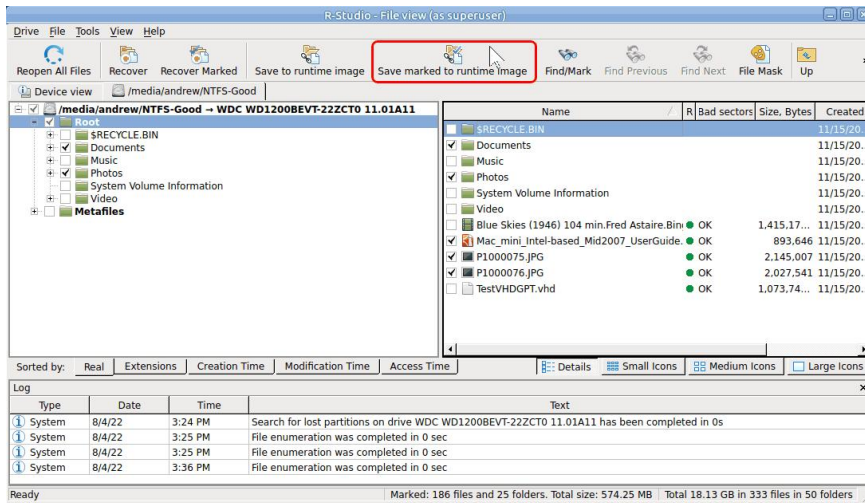 R-Studio - File view (as superuser)
Drive File Tools View Help
Reopen All Files Recover Recover Marked Save to runtime image Save marked to runtime image Find/Mark Find Previous Find Next File Mask Up
Device view /media/andrew/NTFS-Good
/media/andrew/NTFS-Good → WDC WD1200BEVT-22ZCT0 11.01A11
Root
$RECYCLE.BIN
Documents
Music
Photos
System Volume Information
Video
Metafiles
Name R Bad sectors Size, Bytes Created
$RECYCLE.BIN 11/15/20...
Documents 11/15/20...
Music 11/15/20...
Photos 11/15/20...
System Volume Information 11/15/20...
Video 11/15/20...
Blue Skies (1946) 104 min.Fred Astaire.Bing OK 1,415,17... 11/15/20...
Mac_mini_Intel-based_Mid2007_UserGuide. OK 893,646 11/15/20...
P1000075.JPG OK 2,145,007 11/15/20...
P1000076.JPG OK 2,027,541 11/15/20...
TestVHDGPT.vhd OK 1,073,74... 11/15/20...
Sorted by: Real Extensions Creation Time Modification Time Access Time Details Small Icons Medium Icons Large Icons
Log
Type Date Time Text
System 8/4/22 3:24 PM Search for lost partitions on drive WDC WD1200BEVT-22ZCT0 11.01A11 has been completed in 0s
System 8/4/22 3:25 PM File enumeration was completed in 0 sec
System 8/4/22 3:25 PM File enumeration was completed in 0 sec
System 8/4/22 3:36 PM File enumeration was completed in 0 sec
Ready Marked: 186 files and 25 folders. Total size: 574.25 MB Total 18.13 GB in 333 files in 50 folders